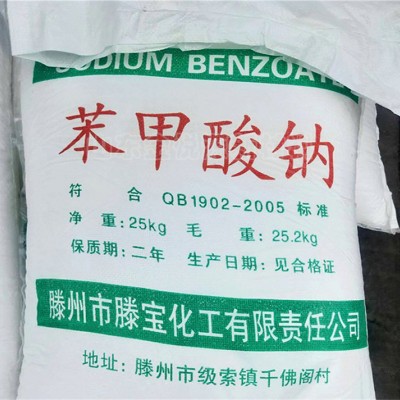 SODIUM BENZOATE
苯甲酸钠
符 合 QB1902-2005 标准
净 重:25kg 毛 重:25.2kg
保质期:二年 生产日期:见合格证
滕州市滕宝化工有限责任公司
地址:滕州市级索镇千佛阁村